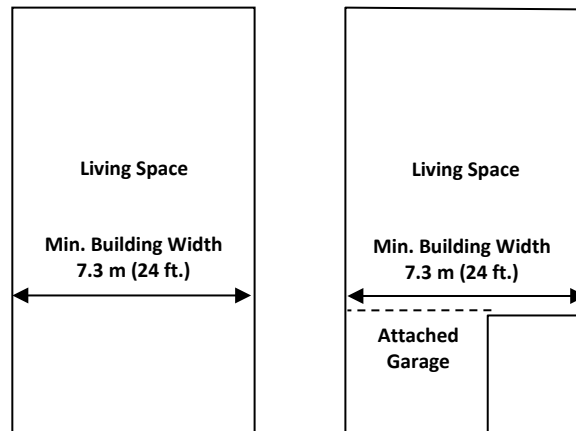 Living Space
Min. Building Width
7.3 m (24 ft.)
Living Space
Min. Building Width
7.3 m (24 ft.)
Attached
Garage